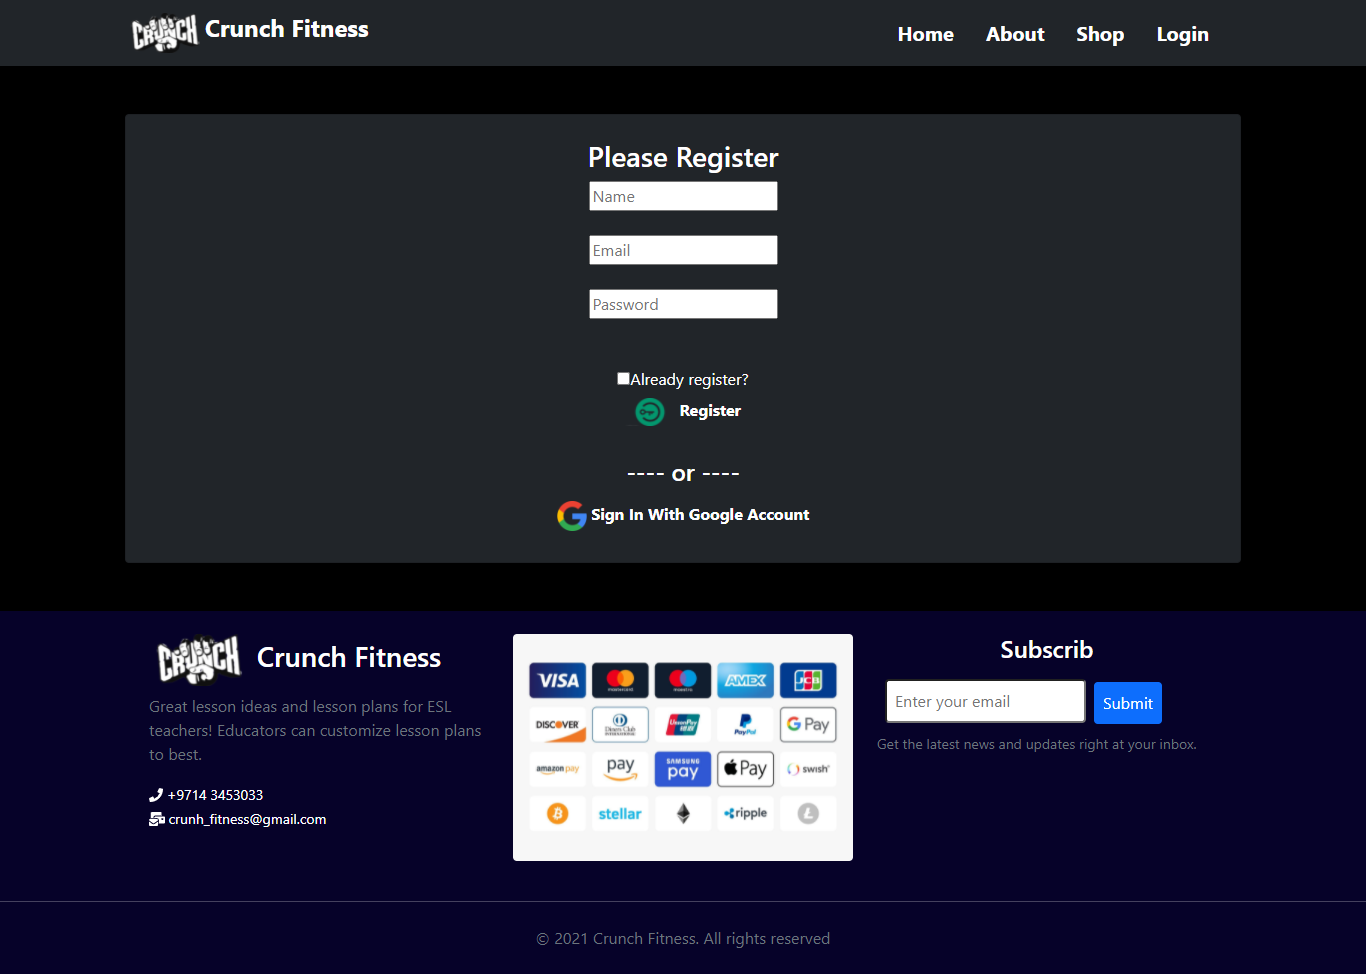 CRUNCH Crunch Fitness
Home About Shop Login
Please Register
Name
Email
Password
Already register?
Register
---- or ----
Sign In With Google Account
CRUNCH Crunch Fitness
Great lesson ideas and lesson plans for ESL
teachers! Educators can customize lesson plans
to best.
+9714 3453033
crunh_fitness@gmail.com
VISA mastercard maestro AMEX JCB
DISCOVER Diners Club INTERNATIONAL UnionPay PayPal G Pay
amazon pay pay SAMSUNG pay Pay swish
stellar ripple
Subscrib
Enter your email Submit
Get the latest news and updates right at your inbox.
© 2021 Crunch Fitness. All rights reserved